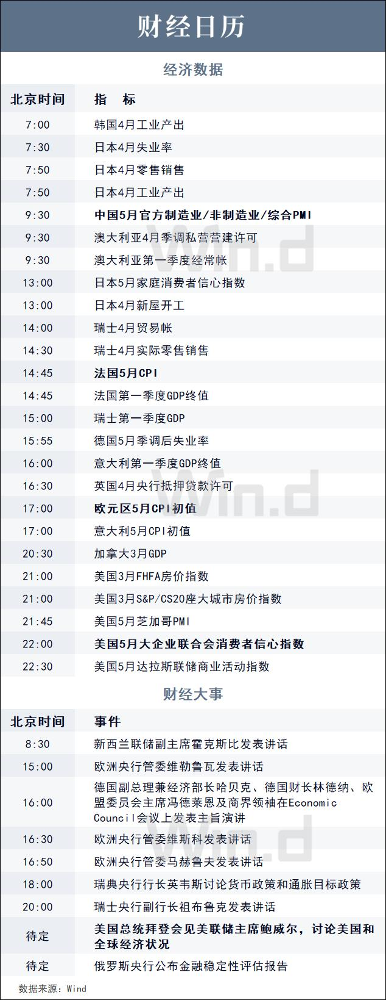 财经日历
经济数据
北京时间 指 标
7:00 韩国4月工业产出
7:30 日本4月失业率
7:50 日本4月零售销售
7:50 日本4月工业产出
9:30 中国5月官方制造业/非制造业/综合PMI
9:30 澳大利亚4月季调私营营建许可
9:30 澳大利亚第一季度经常帐
13:00 日本5月家庭消费者信心指数
13:00 日本4月新屋开工
14:00 瑞士4月贸易帐
14:30 瑞士4月实际零售销售
14:45 法国5月CPI
14:45 法国第一季度GDP终值
15:00 瑞士第一季度GDP
15:55 德国5月季调后失业率
16:00 意大利第一季度GDP终值
16:30 英国4月央行抵押贷款许可
17:00 欧元区5月CPI初值
17:00 意大利5月CPI初值
20:30 加拿大3月GDP
21:00 美国3月FHFA房价指数
21:00 美国3月S&P/CS20座大城市房价指数
21:45 美国5月芝加哥PMI
22:00 美国5月大企业联合会消费者信心指数
22:30 美国5月达拉斯联储商业活动指数
财经大事
北京时间 事件
8:30 新西兰联储副主席霍克斯比发表讲话
15:00 欧洲央行管委维勒鲁瓦发表讲话
16:00 德国副总理兼经济部长哈贝克、德国财长林德纳、欧
盟委员会主席冯德莱恩及商界领袖在Economic
Council会议上发表主旨演讲
16:30 欧洲央行管委维斯科发表讲话
16:50 欧洲央行管委马赫鲁夫发表讲话
18:00 瑞典央行行长英韦斯讨论货币政策和通胀目标政策
20:00 瑞士央行副行长祖布鲁克发表讲话
待定 美国总统拜登会见美联储主席鲍威尔，讨论美国和
全球经济状况
待定 俄罗斯央行公布金融稳定性评估报告
数据来源：Wind
Win.d
Win.d
Win.d